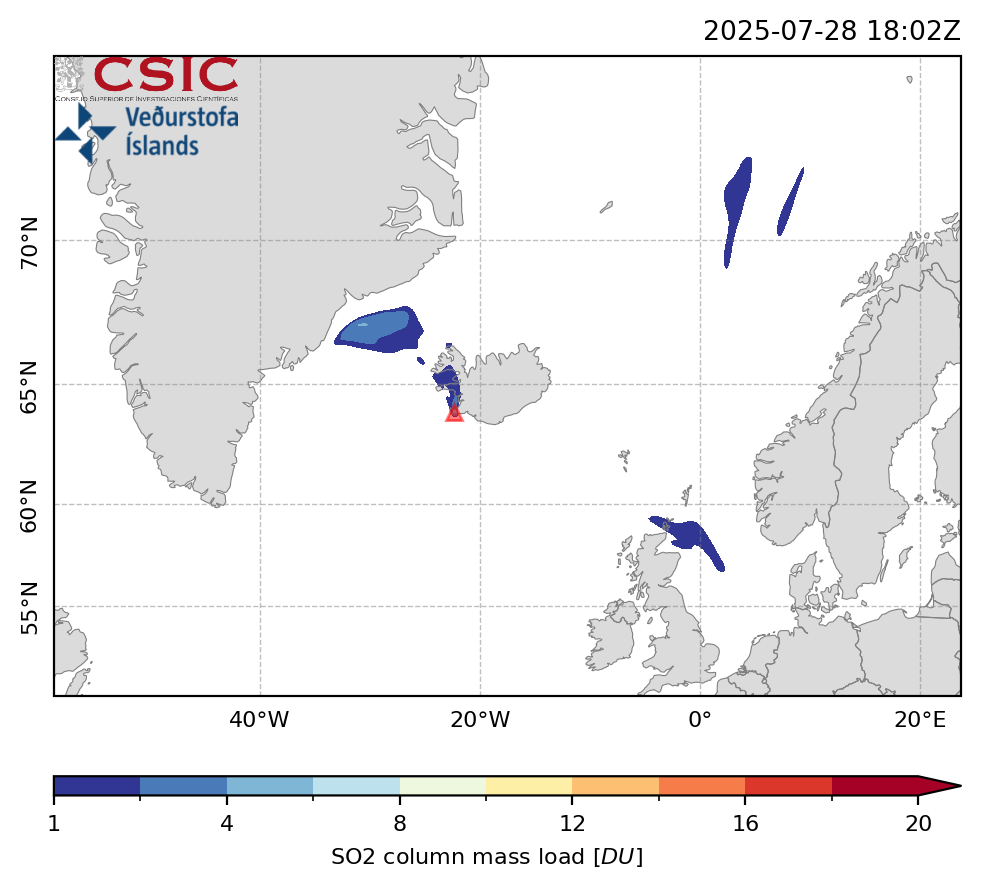 2025-07-28 18:02Z
CSIC
CONSEJO SUPERIOR DE INVESTIGACIONES CIENTÍFICAS
Veðurstofa
Íslands
70°N
65°N
60°N
55°N
40°W 20°W 0° 20°E
1 4 8 12 16 20
SO2 column mass load [DU]